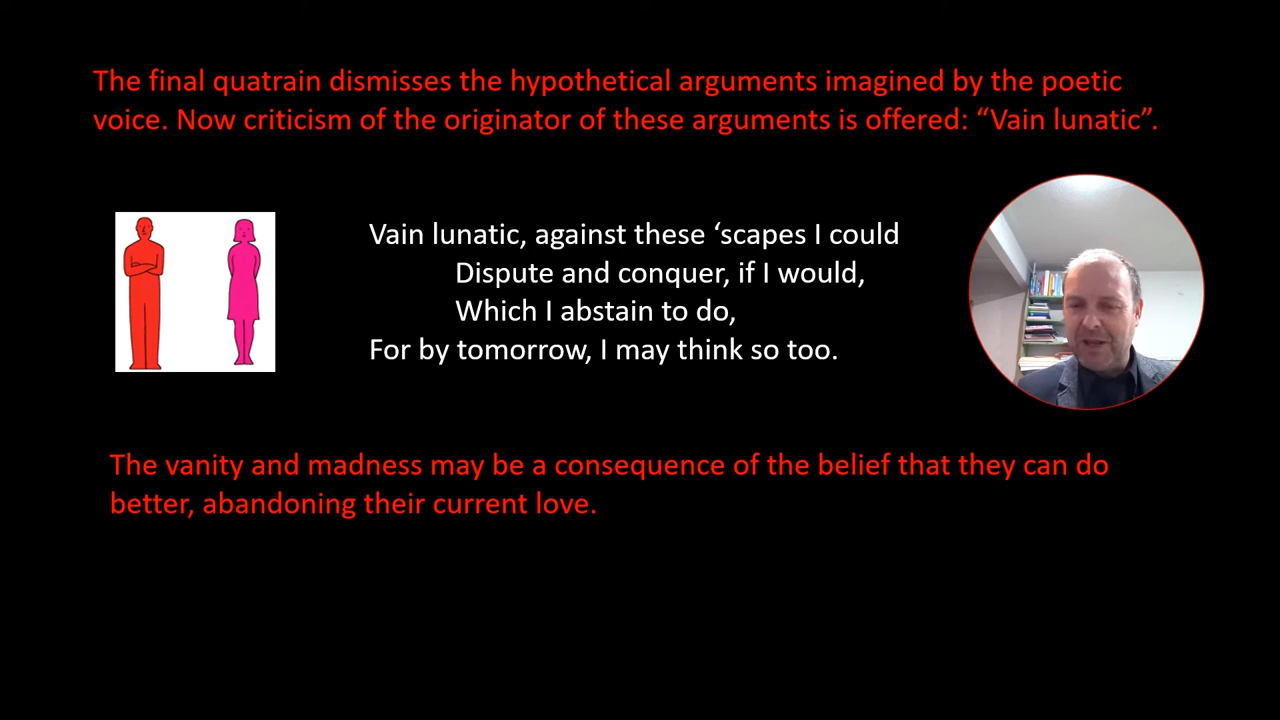 The final quatrain dismisses the hypothetical arguments imagined by the poetic
voice. Now criticism of the originator of these arguments is offered: “Vain lunatic”.
Vain lunatic, against these ‘scapes I could
Dispute and conquer, if I would,
Which I abstain to do,
For by tomorrow, I may think so too.
The vanity and madness may be a consequence of the belief that they can do
better, abandoning their current love.